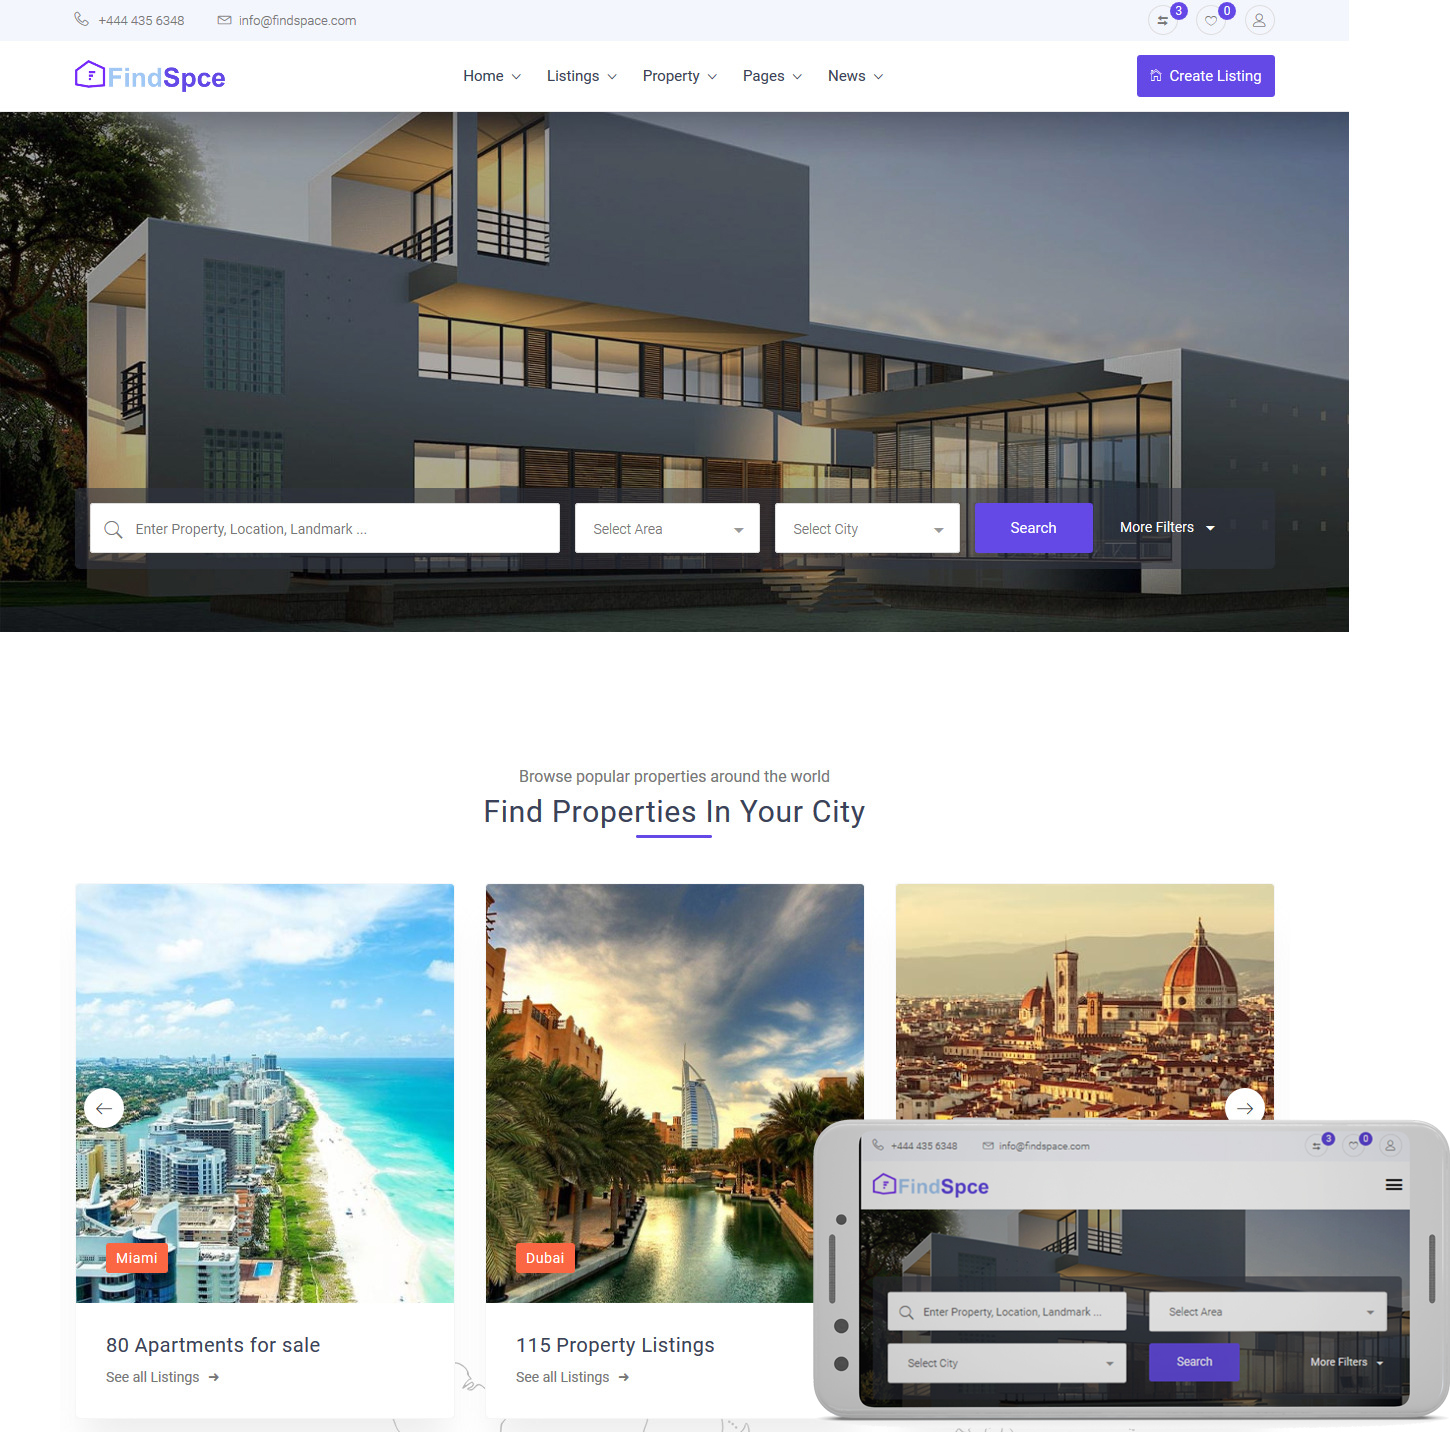 +444 435 6348 info@findspace.com 3 0
FindSpce Home Listings Property Pages News Create Listing
Enter Property, Location, Landmark ... Select Area Select City Search More Filters
Browse popular properties around the world
Find Properties In Your City
Miami
Dubai
80 Apartments for sale
See all Listings
115 Property Listings
See all Listings
+444 435 6348 info@findspace.com 3 0
FindSpce
Enter Property, Location, Landmark ... Select Area
Select City Search More Filters